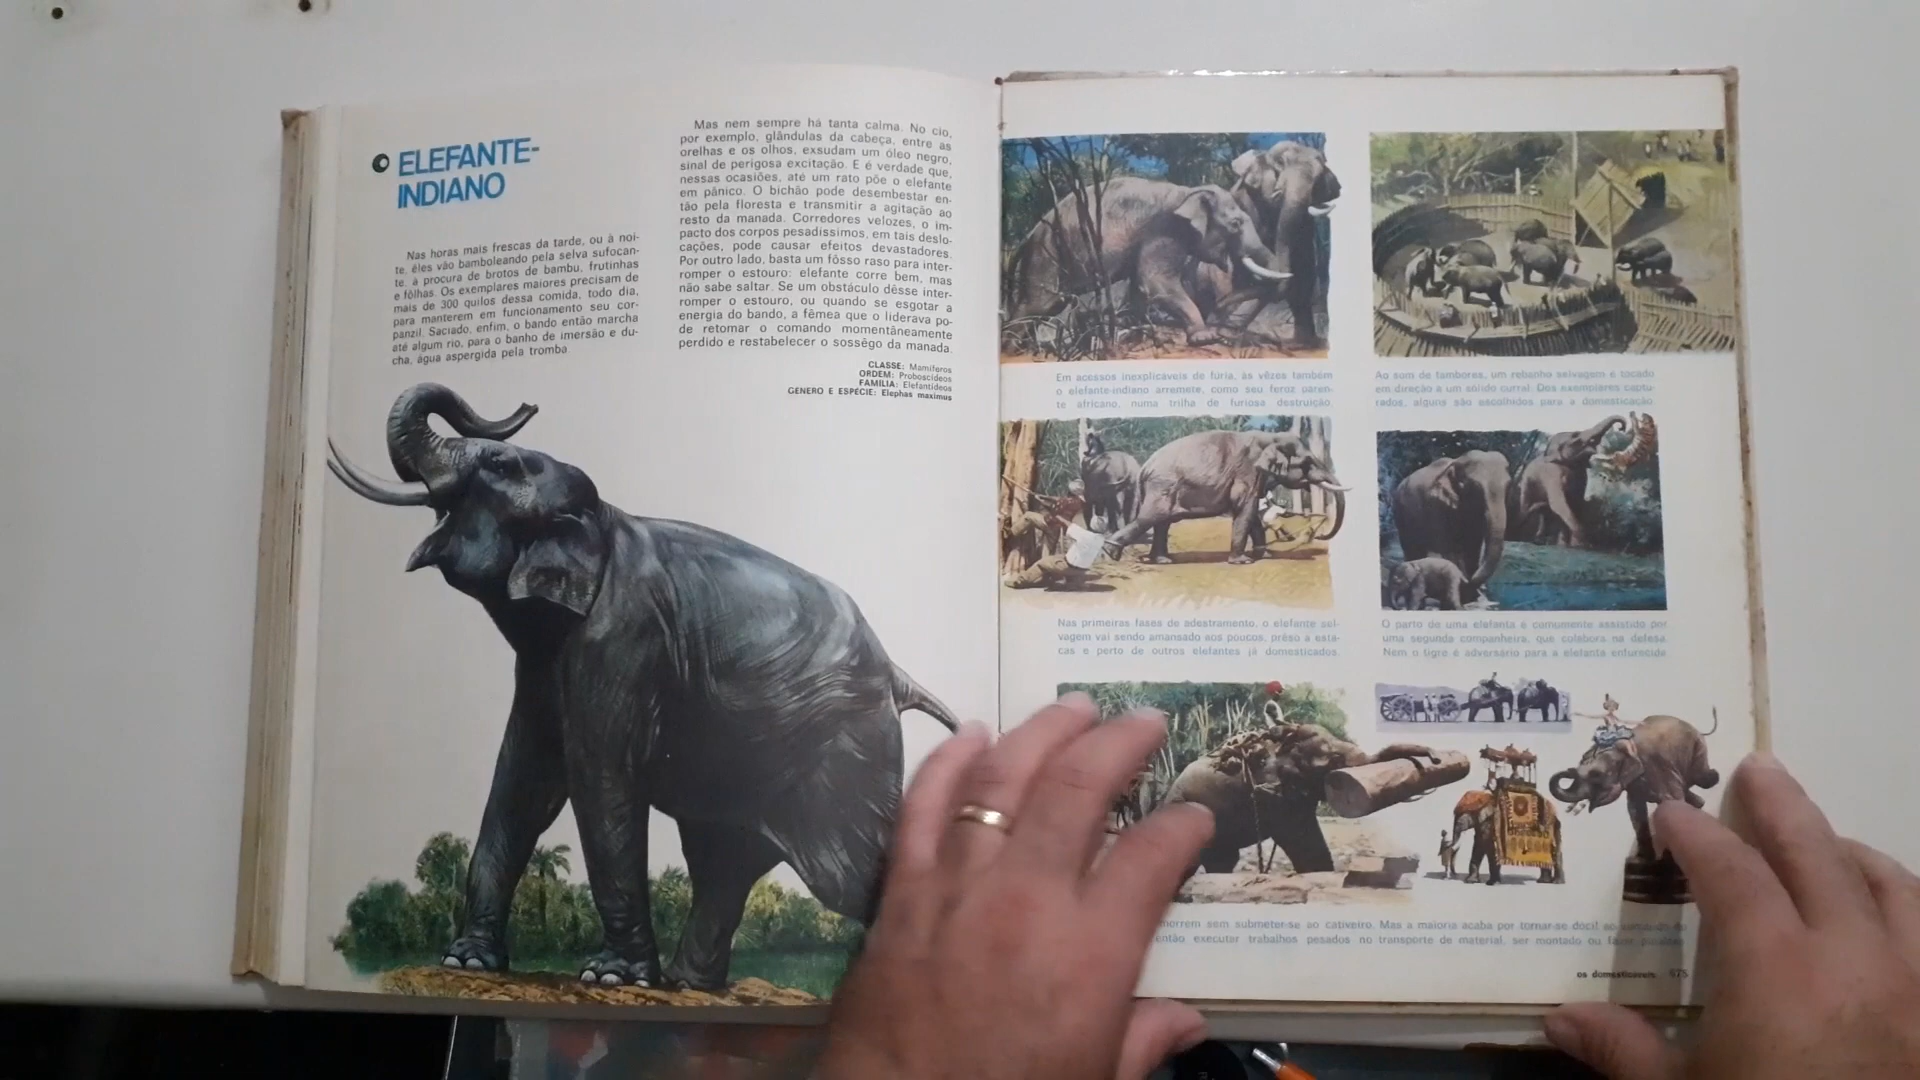 ELEFANTE-
INDIANO
Nas horas mais frescas da tarde, ou à noi-
te, êles vão bamboleando pela selva sufocan-
te, à procura de brotos de bambu, frutinhas
e fôlhas. Os exemplares maiores precisam de
mais de 300 quilos dessa comida, todo dia,
para manterem em funcionamento seu cor-
panzil. Saciado, enfim, o bando então marcha
até algum rio, para o banho de imersão e du-
cha, água aspergida pela tromba.
Mas nem sempre há tanta calma. No cio,
por exemplo, glândulas da cabeça, entre as
orelhas e os olhos, exsudam um óleo negro,
sinal de perigosa excitação. E é verdade que,
nessas ocasiões, até um rato põe o elefante
em pânico. O bichão pode desembestar en-
tão pela floresta e transmitir a agitação ao
resto da manada. Corredores velozes, o im-
pacto dos corpos pesadíssimos, em tais deslo-
cações, pode causar efeitos devastadores.
Por outro lado, basta um fôsso raso para inter-
romper o estouro: elefante corre bem, mas
não sabe saltar. Se um obstáculo dêsse inter-
romper o estouro, ou quando se esgotar a
energia do bando, a fêmea que o liderava po-
de retomar o comando momentâneamente
perdido e restabelecer o sossêgo da manada.
CLASSE: Mamíferos
ORDEM: Proboscídeos
FAMÍLIA: Elefantídeos
GÊNERO E ESPÉCIE: Elephas maximus
Em acessos inexplicáveis de fúria, às vêzes também
o elefante-indiano arremete, como seu feroz paren-
te africano, numa trilha de furiosa destruição.
Ao som de tambores, um rebanho selvagem é tocado
em direção a um sólido curral. Dos exemplares captu-
rados, alguns são escolhidos para a domesticação.
Nas primeiras fases de adestramento, o elefante sel-
vagem vai sendo amansado aos poucos, prêso a esta-
cas e perto de outros elefantes já domesticados.
O parto de uma elefanta é comumente assistido por
uma segunda companheira, que colabora na defesa.
Nem o tigre é adversário para a elefanta enfurecida.
morrem sem submeter-se ao cativeiro. Mas a maioria acaba por tornar-se dócil ao
então executar trabalhos pesados no transporte de material, ser montado ou fazer
os domesticáveis 675